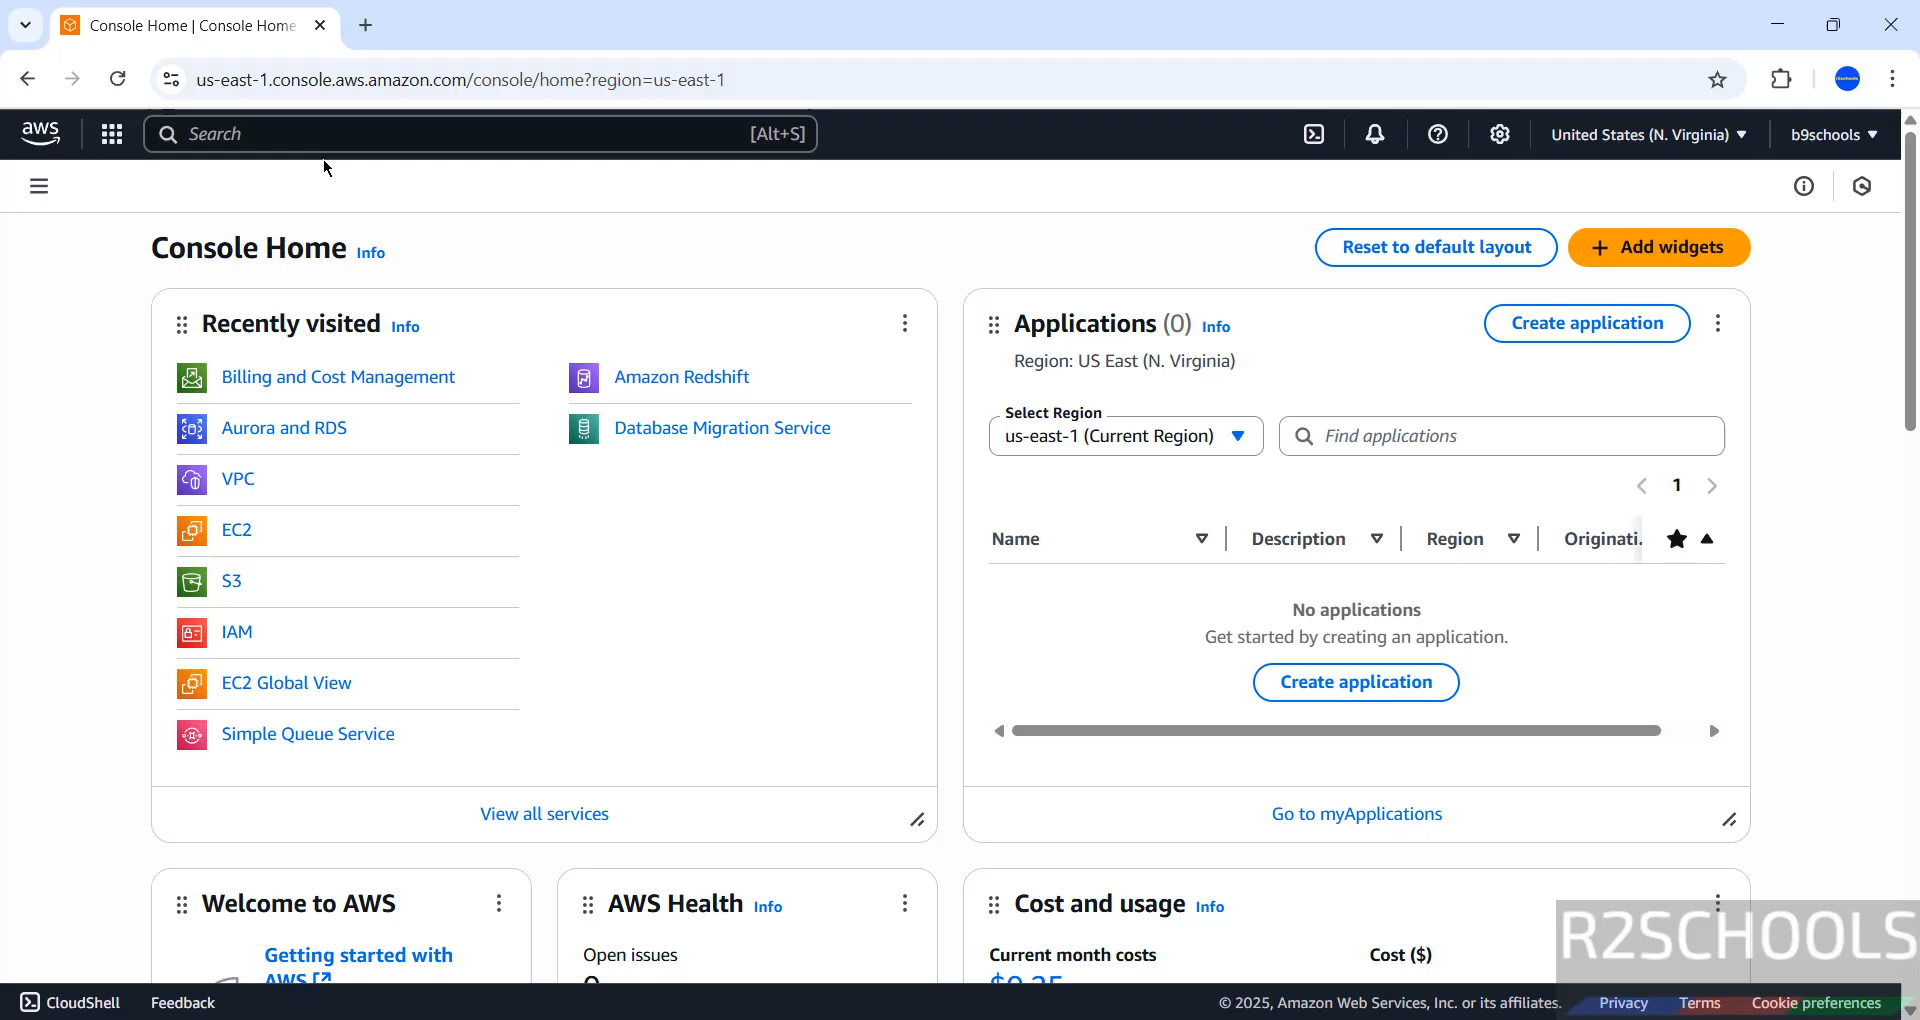 Console Home | Console Home
us-east-1.console.aws.amazon.com/console/home?region=us-east-1
aws
Search [Alt+S]
United States (N. Virginia)
b9schools
Console Home Info
Reset to default layout
Add widgets
Recently visited Info
Billing and Cost Management
Aurora and RDS
VPC
EC2
S3
IAM
EC2 Global View
Simple Queue Service
Amazon Redshift
Database Migration Service
View all services
Applications (0) Info
Create application
Region: US East (N. Virginia)
Select Region
us-east-1 (Current Region)
Find applications
1
Name Description Region Originati.
No applications
Get started by creating an application.
Create application
Go to myApplications
Welcome to AWS
Getting started with
AWS
AWS Health Info
Open issues
0
Cost and usage Info
Current month costs
$0.25
Cost ($)
R2SCHOOLS
CloudShell Feedback
© 2025, Amazon Web Services, Inc. or its affiliates. Privacy Terms Cookie preferences